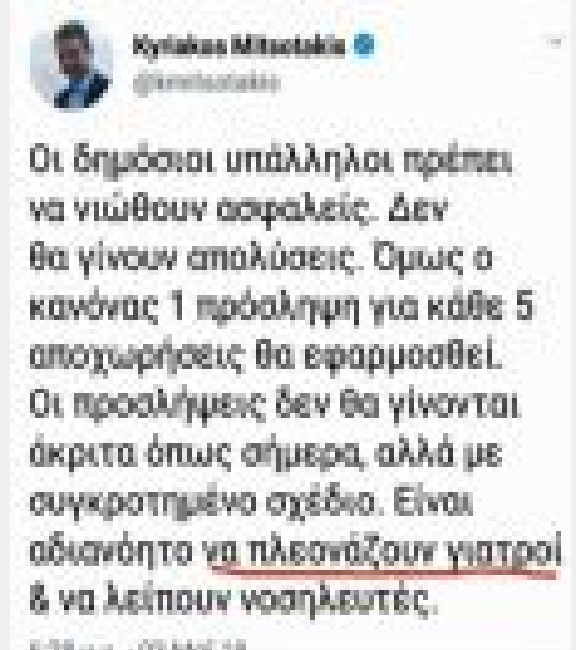 Kyriakos Mitsotakis
@kmitsotakis
Οι δημόσιοι υπάλληλοι πρέπει
να νιώθουν ασφαλείς. Δεν
θα γίνουν απολύσεις. Όμως ο
κανόνας 1 πρόσληψη για κάθε 5
αποχωρήσεις θα εφαρμοσθεί.
Οι προσλήψεις δεν θα γίνονται
άκριτα όπως σήμερα, αλλά με
συγκροτημένο σχέδιο. Είναι
αδιανόητο να πλεονάζουν γιατροί
& να λείπουν νοσηλευτές.